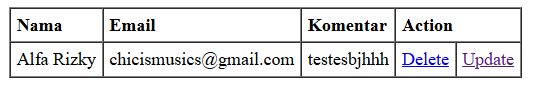 Nama Email Komentar Action
Alfa Rizky chicismusics@gmail.com testesbjhhh Delete Update